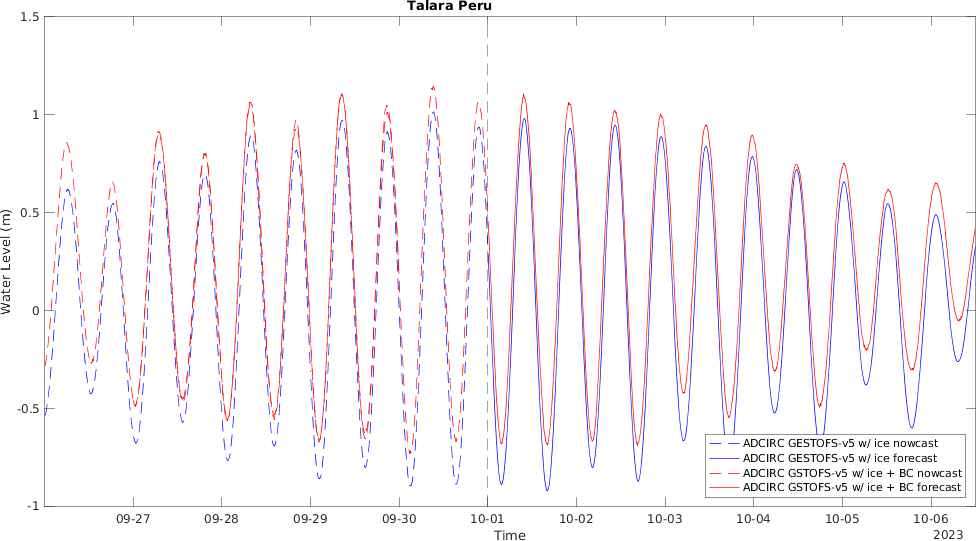 Talara Peru
1.5
1
0.5
0
-0.5
-1
Water Level (m)
ADCIRC GESTOFS-v5 w/ ice nowcast
ADCIRC GESTOFS-v5 w/ ice forecast
ADCIRC GSTOFS-v5 w/ ice + BC nowcast
ADCIRC GSTOFS-v5 w/ ice + BC forecast
09-27 09-28 09-29 09-30 10-01 10-02 10-03 10-04 10-05 10-06
Time
2023